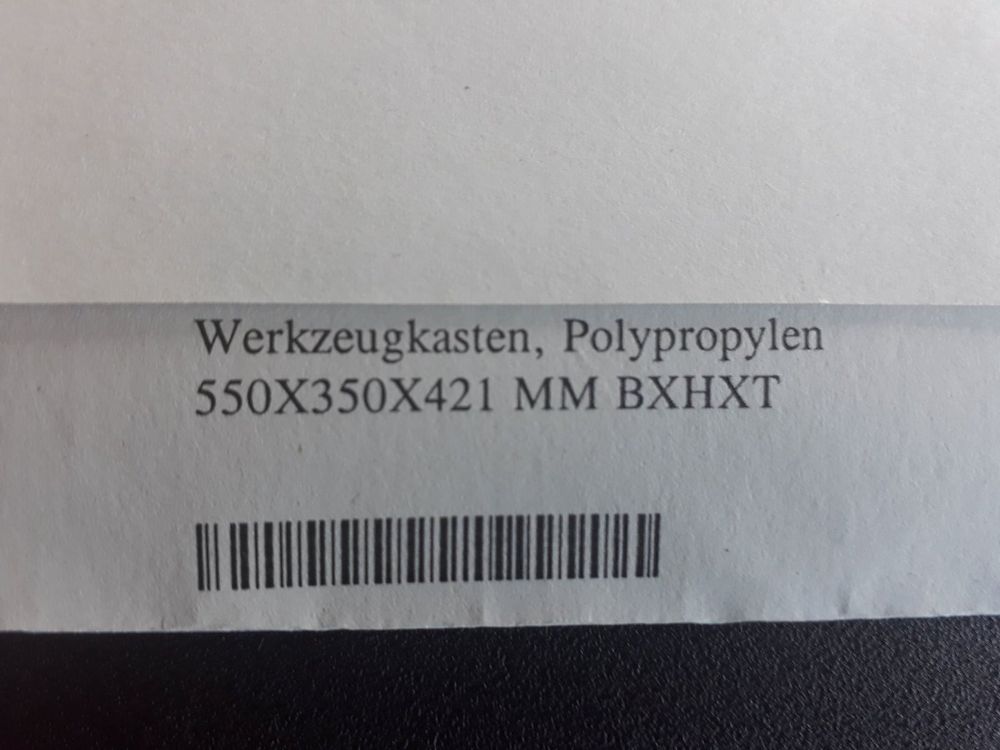 Werkzeugkasten, Polypropylen
550X350X421 MM BXHXT